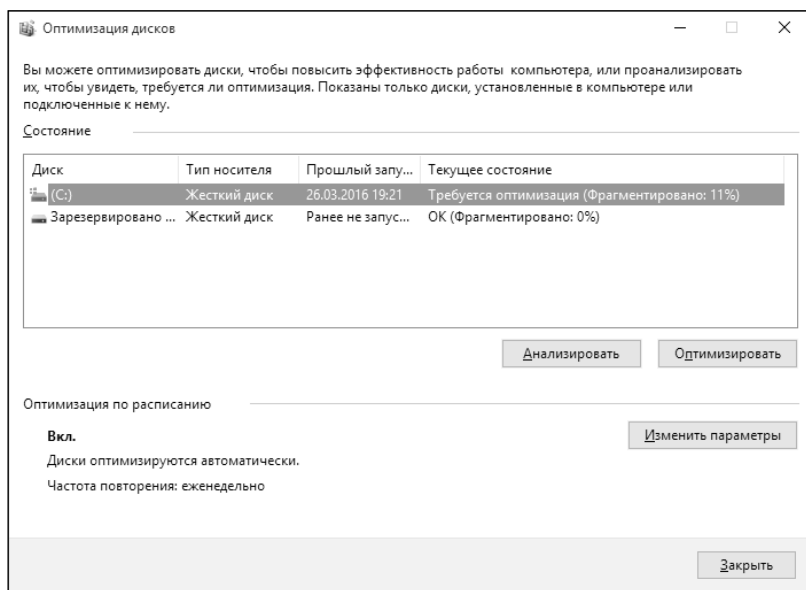 Оптимизация дисков
Вы можете оптимизировать диски, чтобы повысить эффективность работы компьютера, или проанализировать
их, чтобы увидеть, требуется ли оптимизация. Показаны только диски, установленные в компьютере или
подключенные к нему.
Состояние
Диск Тип носителя Прошлый запу... Текущее состояние
(C:) Жесткий диск 26.03.2016 19:21 Требуется оптимизация (Фрагментировано: 11%)
Зарезервировано ... Жесткий диск Ранее не запус... ОК (Фрагментировано: 0%)
Анализировать Оптимизировать
Оптимизация по расписанию
Вкл. Изменить параметры
Диски оптимизируются автоматически.
Частота повторения: еженедельно
Закрыть